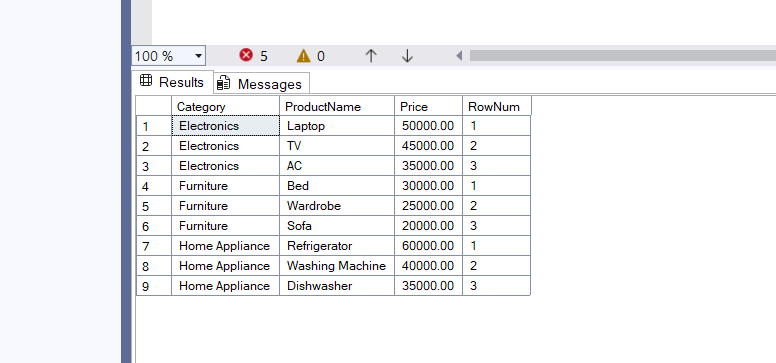 100 % 5 0
Results Messages
Category ProductName Price RowNum
1 Electronics Laptop 50000.00 1
2 Electronics TV 45000.00 2
3 Electronics AC 35000.00 3
4 Furniture Bed 30000.00 1
5 Furniture Wardrobe 25000.00 2
6 Furniture Sofa 20000.00 3
7 Home Appliance Refrigerator 60000.00 1
8 Home Appliance Washing Machine 40000.00 2
9 Home Appliance Dishwasher 35000.00 3